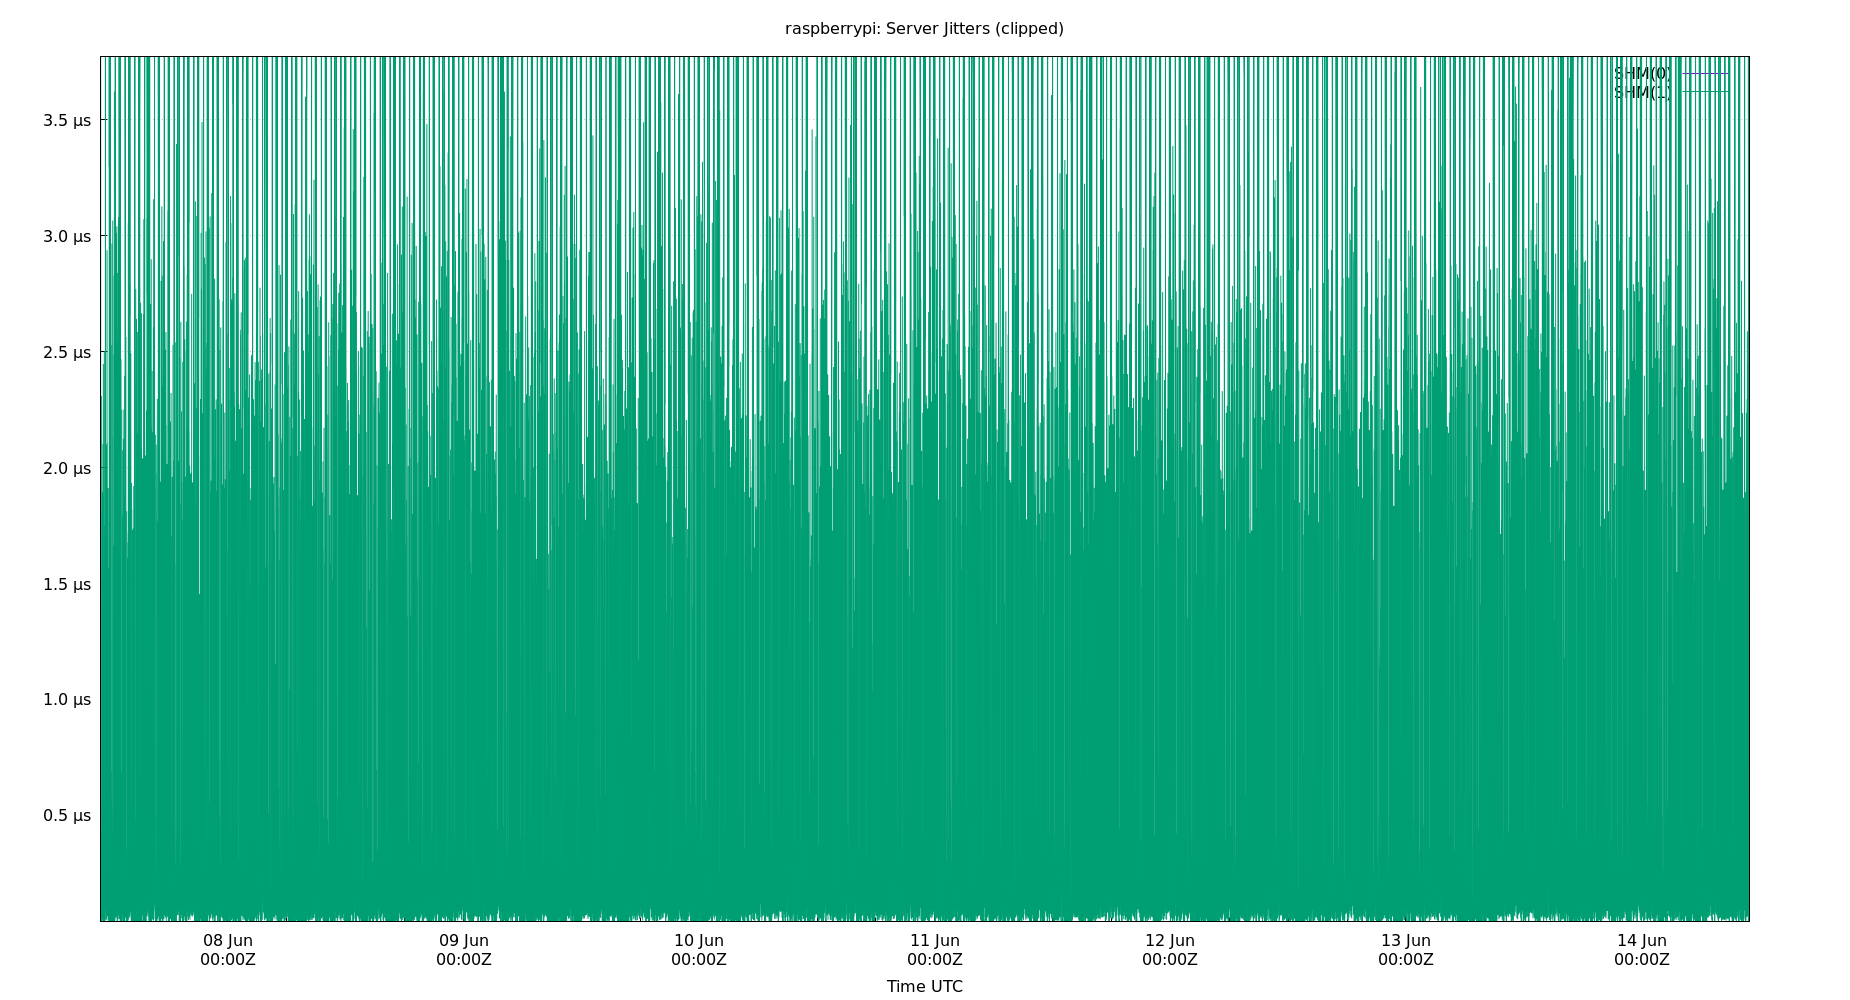 raspberrypi: Server Jitters (clipped)
SHM(0)
SHM(1)
3.5 µs
3.0 µs
2.5 µs
2.0 µs
1.5 µs
1.0 µs
0.5 µs
08 Jun 09 Jun 10 Jun 11 Jun 12 Jun 13 Jun 14 Jun
00:00Z 00:00Z 00:00Z 00:00Z 00:00Z 00:00Z 00:00Z
Time UTC